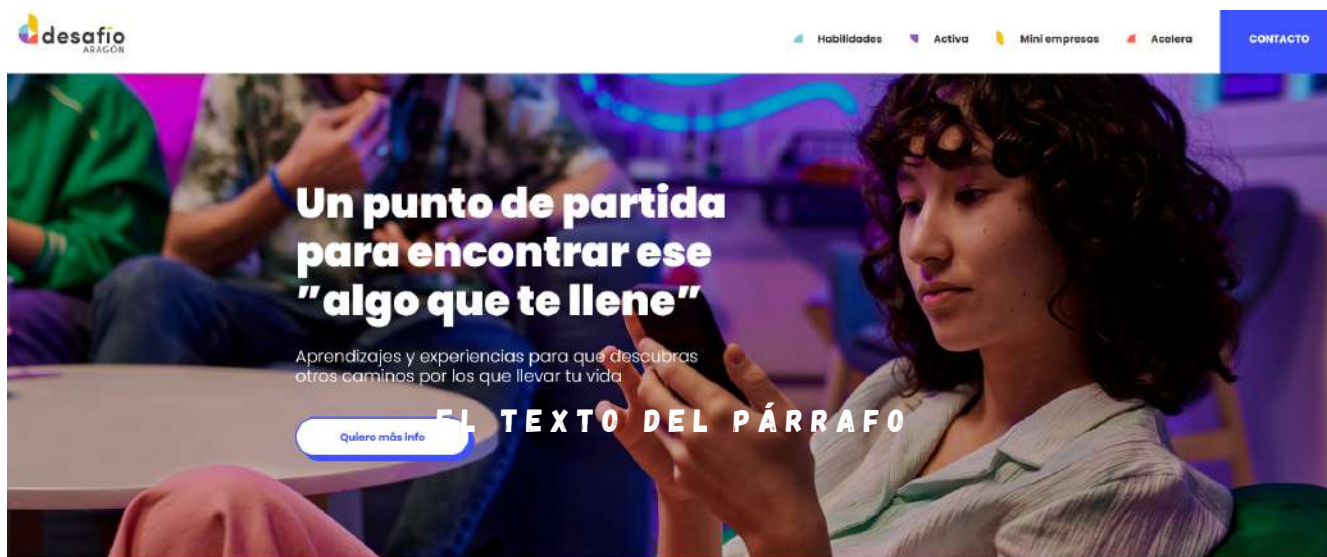 desafío
ARAGÓN
Habilidades Activa Mini empresas Acelera CONTACTO
Un punto de partida
para encontrar ese
"algo que te llene"
Aprendizajes y experiencias para que descubras
otros caminos por los que llevar tu vida
EL TEXTO DEL PÁRRAFO
Quiero más info